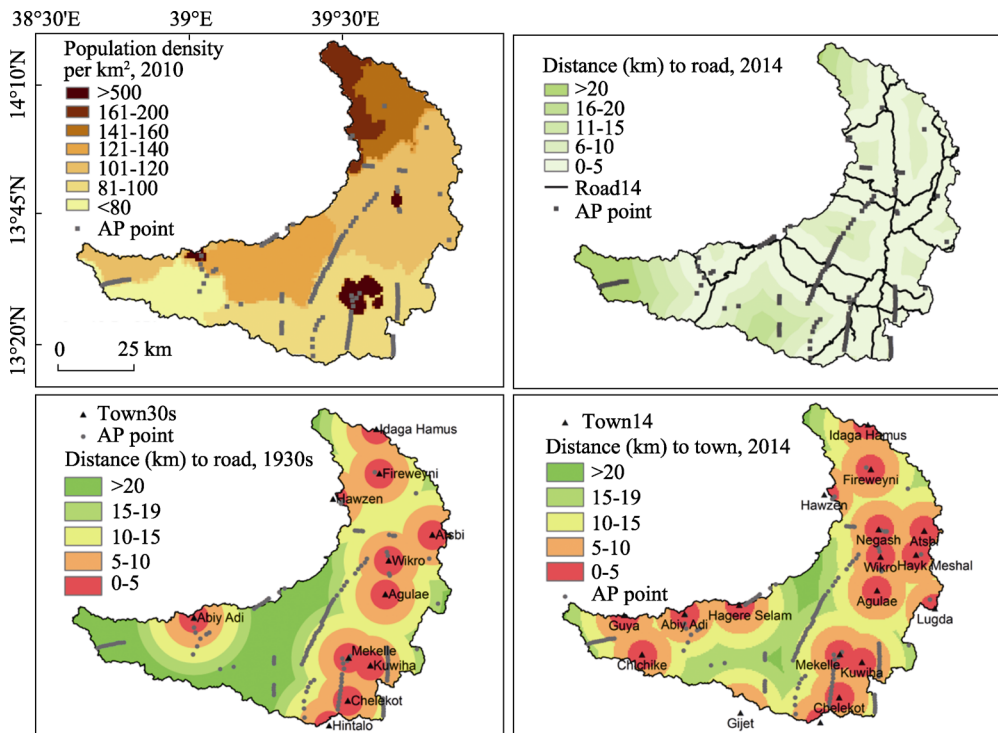 38°30'E 39°E 39°30'E
14°10'N
13°45'N
13°20'N
Population density
per km², 2010
>500
161-200
141-160
121-140
101-120
81-100
<80
AP point
0 25 km
Distance (km) to road, 2014
>20
16-20
11-15
6-10
0-5
Road14
AP point
Town30s
AP point
Distance (km) to road, 1930s
>20
15-19
10-15
5-10
0-5
Idaga Hamus
Fireweyni
Hawzen
Atsbi
Wikro
Agulae
Abiy Adi
Mekelle
Kuwiha
Chelekot
Hintalo
Town14
Distance (km) to town, 2014
>20
15-19
10-15
5-10
0-5
AP point
Idaga Hamus
Fireweyni
Hawzen
Negash
Atsbi
Wikro
Hayk Meshal
Agulae
Lugda
Hagere Selam
Guya
Abiy Adi
Chchike
Mekelle
Kuwiha
Chelekot
Gijet